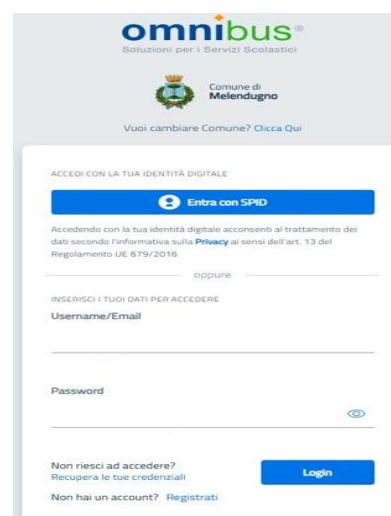 omnibus®
Soluzioni per i Servizi Scolastici
Comune di
Melendugno
Vuoi cambiare Comune? Clicca Qui
ACCEDI CON LA TUA IDENTITÀ DIGITALE
Entra con SPID
Accedendo con la tua identità digitale acconsenti al trattamento dei
dati secondo l'informativa sulla Privacy ai sensi dell'art. 13 del
Regolamento UE 679/2016
oppure
INSERISCI I TUOI DATI PER ACCEDERE
Username/Email
Password
Non riesci ad accedere?
Recupera le tue credenziali
Login
Non hai un account? Registrati